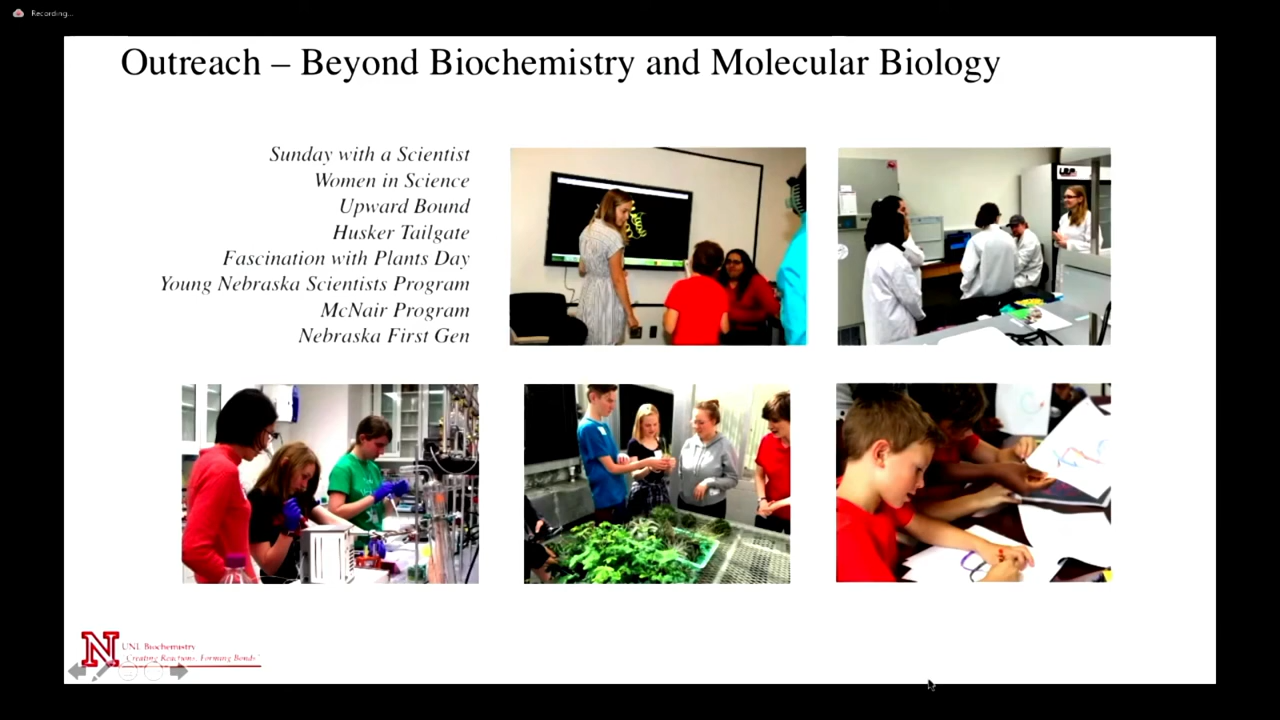 Recording...
Outreach – Beyond Biochemistry and Molecular Biology
Sunday with a Scientist
Women in Science
Upward Bound
Husker Tailgate
Fascination with Plants Day
Young Nebraska Scientists Program
McNair Program
Nebraska First Gen
N
UNL Biochemistry
"Creating Reactions, Forming Bonds"